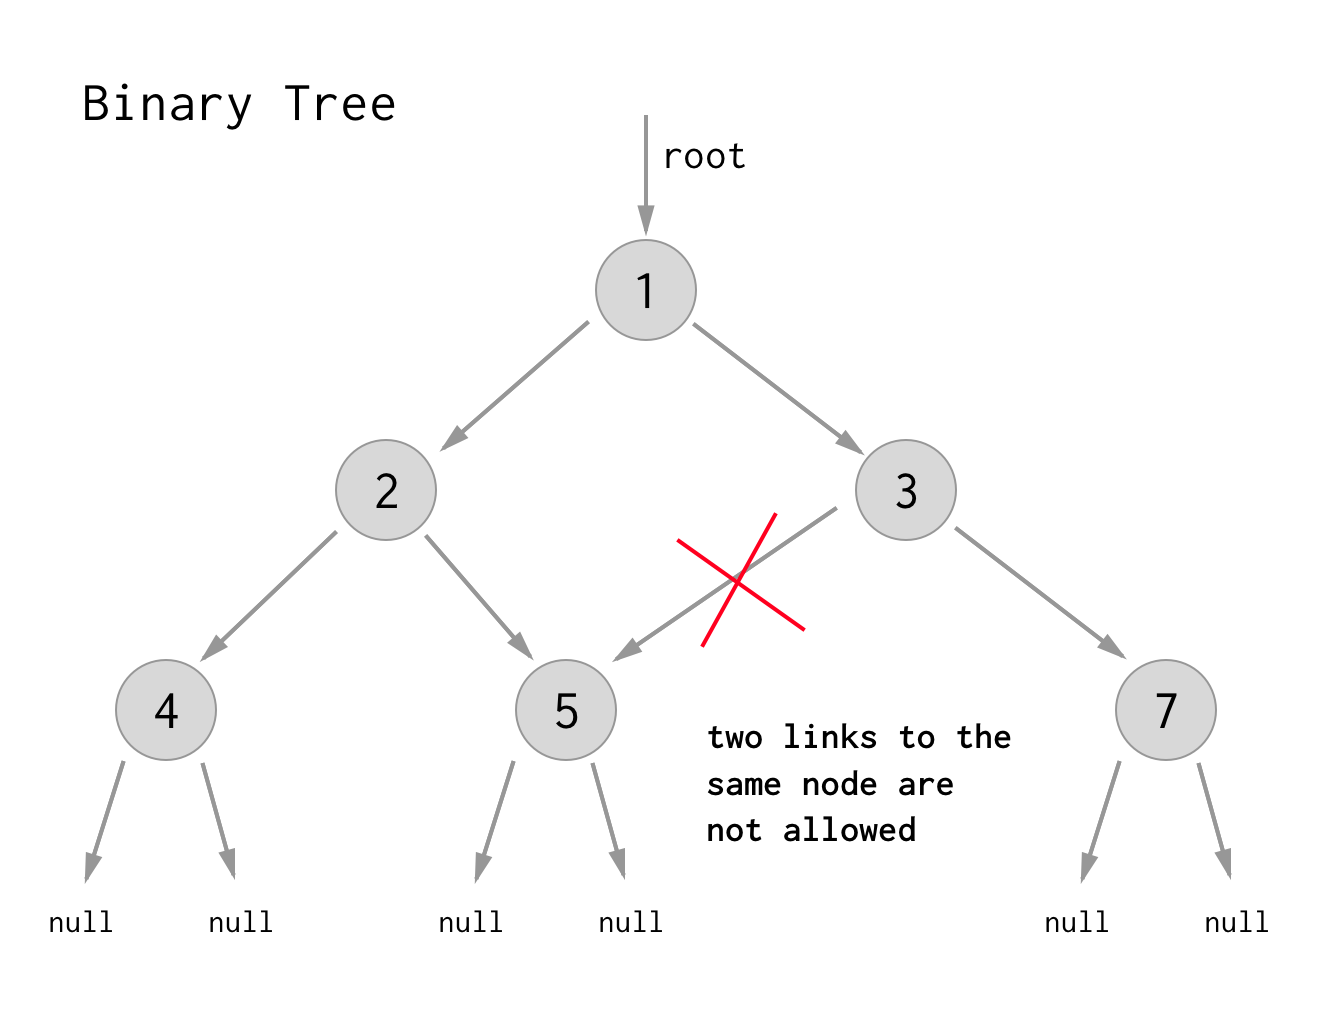 Binary Tree
root
1
2
3
4
5
7
two links to the
same node are
not allowed
null
null
null
null
null
null